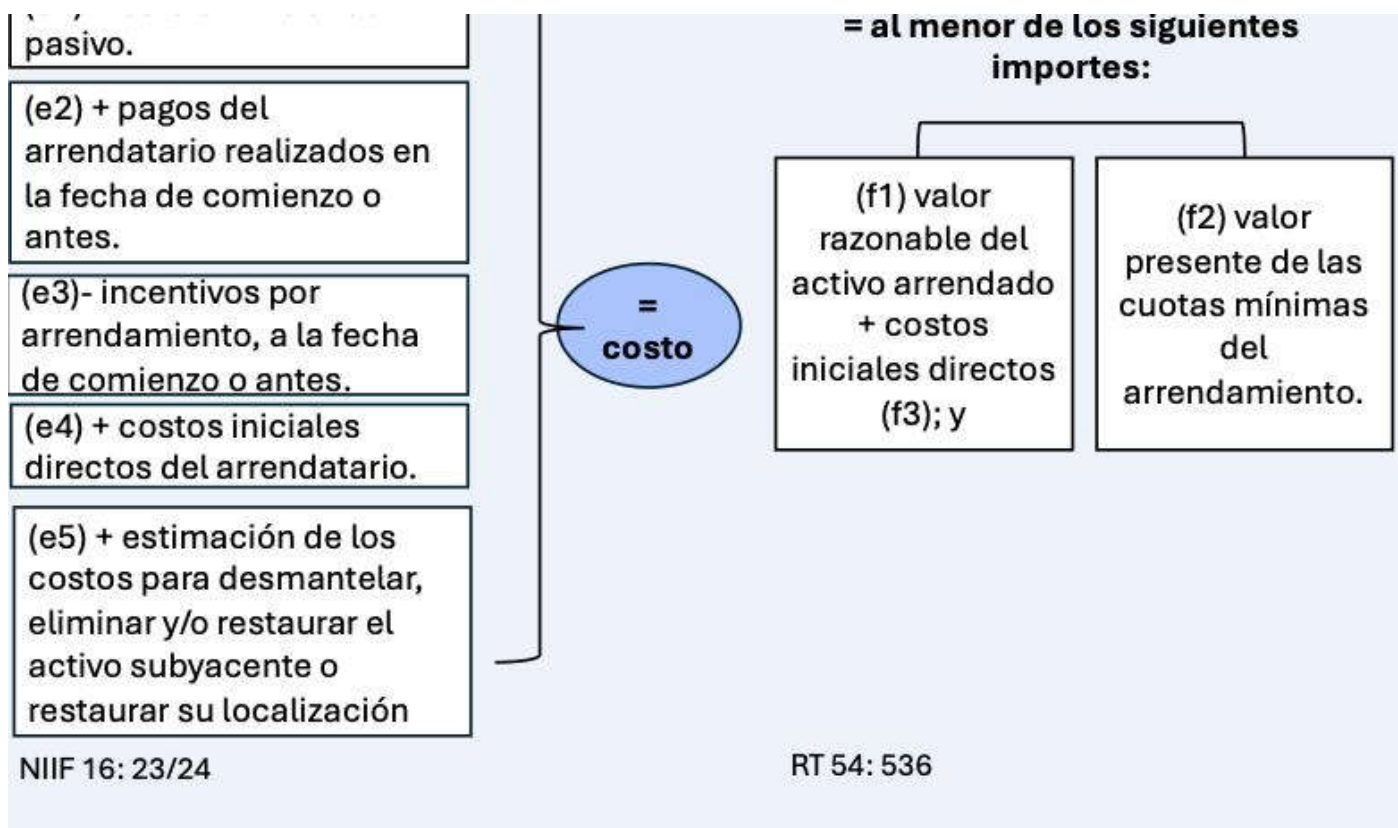 pasivo.
(e2) + pagos del
arrendatario realizados en
la fecha de comienzo o
antes.
(e3)- incentivos por
arrendamiento, a la fecha
de comienzo o antes.
(e4) + costos iniciales
directos del arrendatario.
(e5) + estimación de los
costos para desmantelar,
eliminar y/o restaurar el
activo subyacente o
restaurar su localización
NIIF 16: 23/24
=
costo
= al menor de los siguientes
importes:
(f1) valor
razonable del
activo arrendado
+ costos
iniciales directos
(f3); y
(f2) valor
presente de las
cuotas mínimas
del
arrendamiento.
RT 54: 536